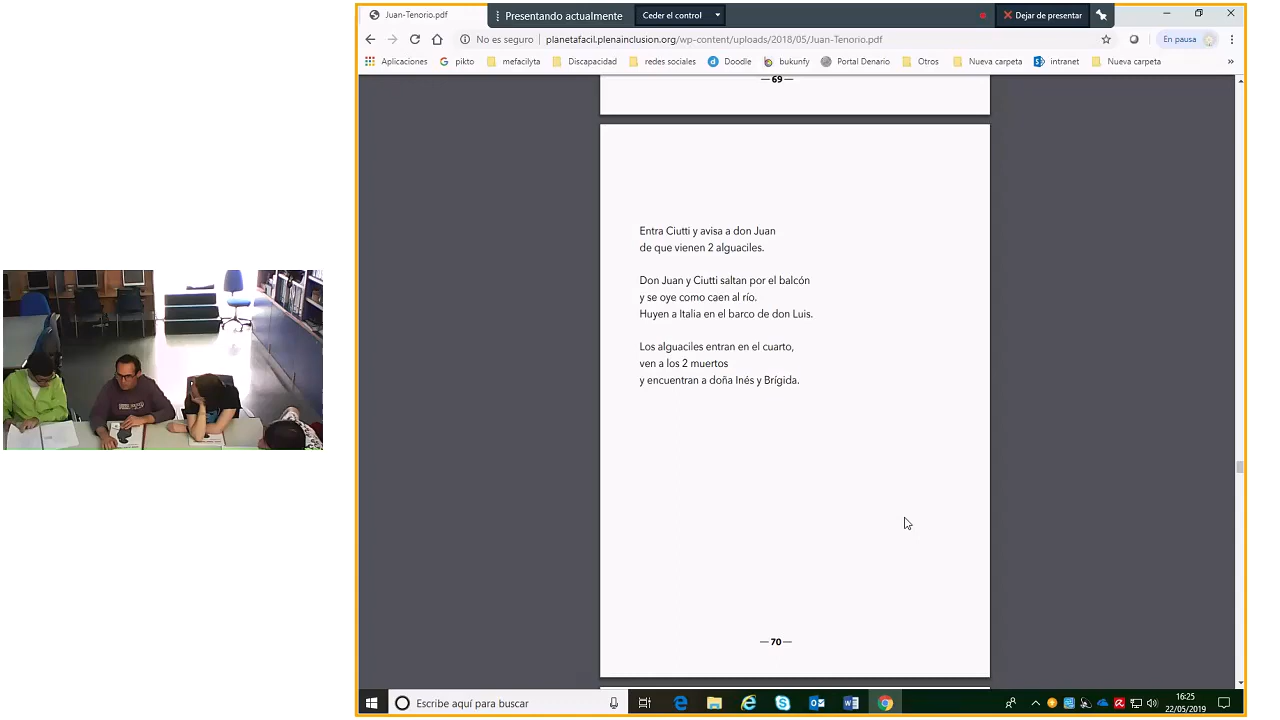 Juan-Tenorio.pdf
Presentando actualmente
Ceder el control
Dejar de presentar
No es seguro
planetafacil.plenainclusion.org/wp-content/uploads/2018/05/Juan-Tenorio.pdf
En pausa
Aplicaciones
pikto
mefacilyta
Discapacidad
redes sociales
Doodle
bukunfy
Portal Denario
Otros
Nueva carpeta
intranet
Nueva carpeta
»
— 69 —
Entra Ciutti y avisa a don Juan
de que vienen 2 alguaciles.
Don Juan y Ciutti saltan por el balcón
y se oye como caen al río.
Huyen a Italia en el barco de don Luis.
Los alguaciles entran en el cuarto,
ven a los 2 muertos
y encuentran a doña Inés y Brígida.
— 70 —
Escribe aquí para buscar
16:25
22/05/2019